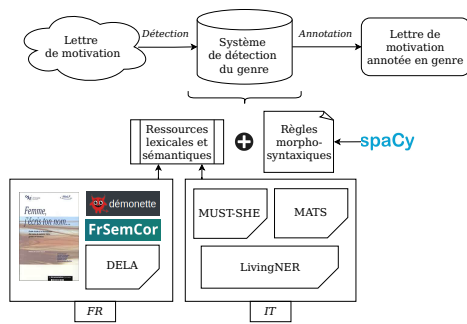 Lettre
de motivation
Détection
Système
de détection
du genre
Annotation
Lettre de
motivation
annotée en genre
Ressources
lexicales et
sémantiques
Règles
morpho-
syntaxiques
spaCy
Femme,
j'écris ton nom...
démonette
FrSemCor
DELA
MUST-SHE
MATS
LivingNER
FR
IT